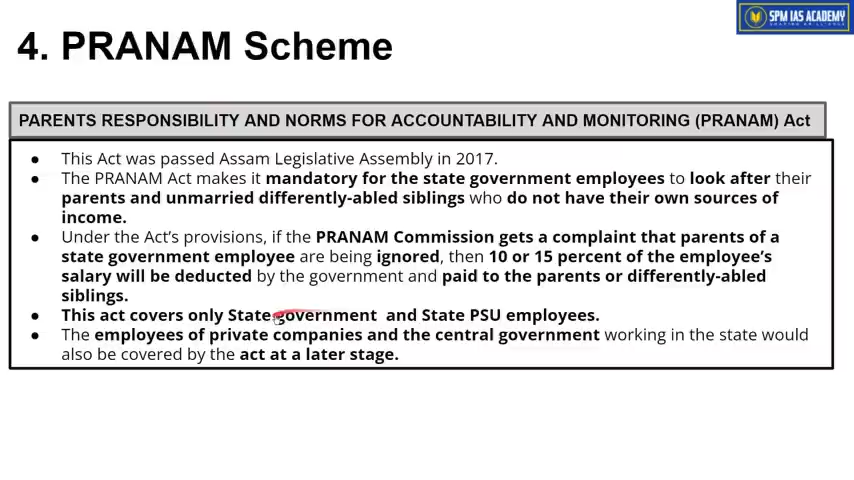 SPM IAS ACADEMY
4. PRANAM Scheme
PARENTS RESPONSIBILITY AND NORMS FOR ACCOUNTABILITY AND MONITORING (PRANAM) Act
● This Act was passed Assam Legislative Assembly in 2017.
● The PRANAM Act makes it mandatory for the state government employees to look after their
parents and unmarried differently-abled siblings who do not have their own sources of
income.
● Under the Act's provisions, if the PRANAM Commission gets a complaint that parents of a
state government employee are being ignored, then 10 or 15 percent of the employee's
salary will be deducted by the government and paid to the parents or differently-abled
siblings.
● This act covers only State government and State PSU employees.
● The employees of private companies and the central government working in the state would
also be covered by the act at a later stage.